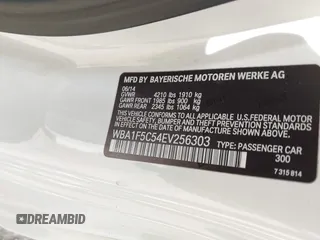 MFD BY BAYERISCHE MOTOREN WERKE AG
06/14
GVWR 4210 lbs 1910 kg
GAWR FRONT 1985 lbs 900 kg
GAWR REAR 2345 lbs 1064 kg
THIS VEHICLE CONFORMS TO ALL APPLICABLE U.S.FEDERAL MOTOR
VEHICLE SAFETY, BUMPER, AND THEFT PREVENTION STANDARDS IN
EFFECT ON THE DATE OF MANUFACTURE SHOWN ABOVE.
WBA1F5C54EV256303 TYPE: PASSENGER CAR
300
7 315 814
DREAMBID